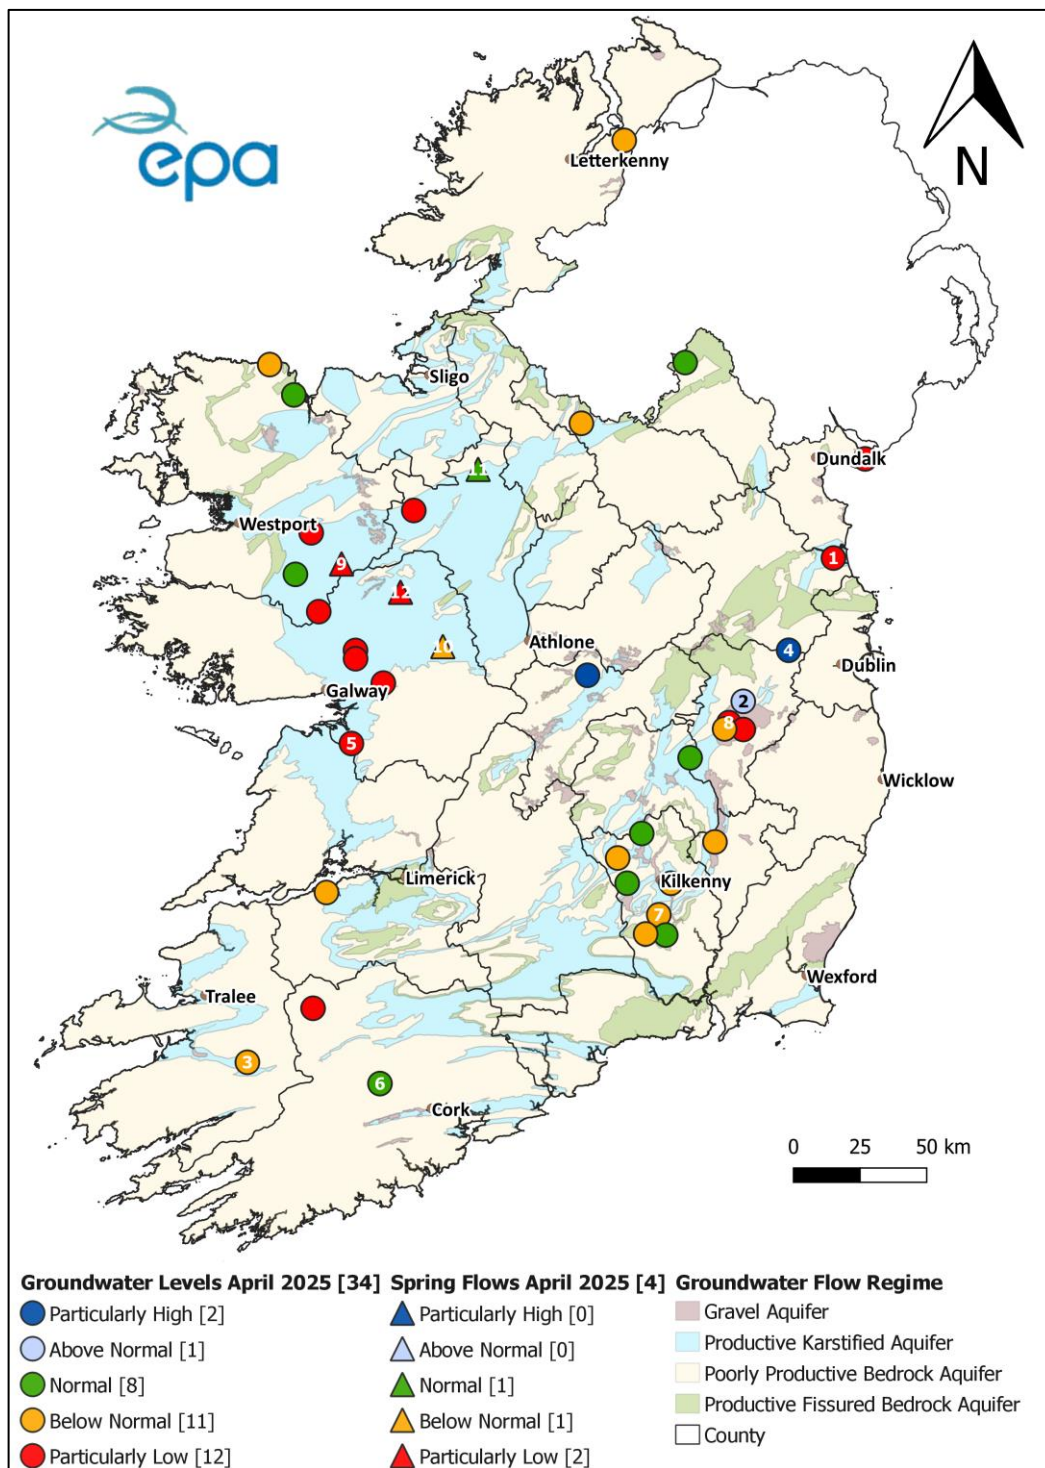 epa
N
Letterkenny
Sligo
Dundalk
11
Westport
9
1
12
10
Athlone
4
Dublin
Galway
2
8
5
Wicklow
Limerick
Kilkenny
7
Wexford
Tralee
3
6
Cork
0 25 50 km
Groundwater Levels April 2025 [34]
Particularly High [2]
Above Normal [1]
Normal [8]
Below Normal [11]
Particularly Low [12]
Spring Flows April 2025 [4]
Particularly High [0]
Above Normal [0]
Normal [1]
Below Normal [1]
Particularly Low [2]
Groundwater Flow Regime
Gravel Aquifer
Productive Karstified Aquifer
Poorly Productive Bedrock Aquifer
Productive Fissured Bedrock Aquifer
County